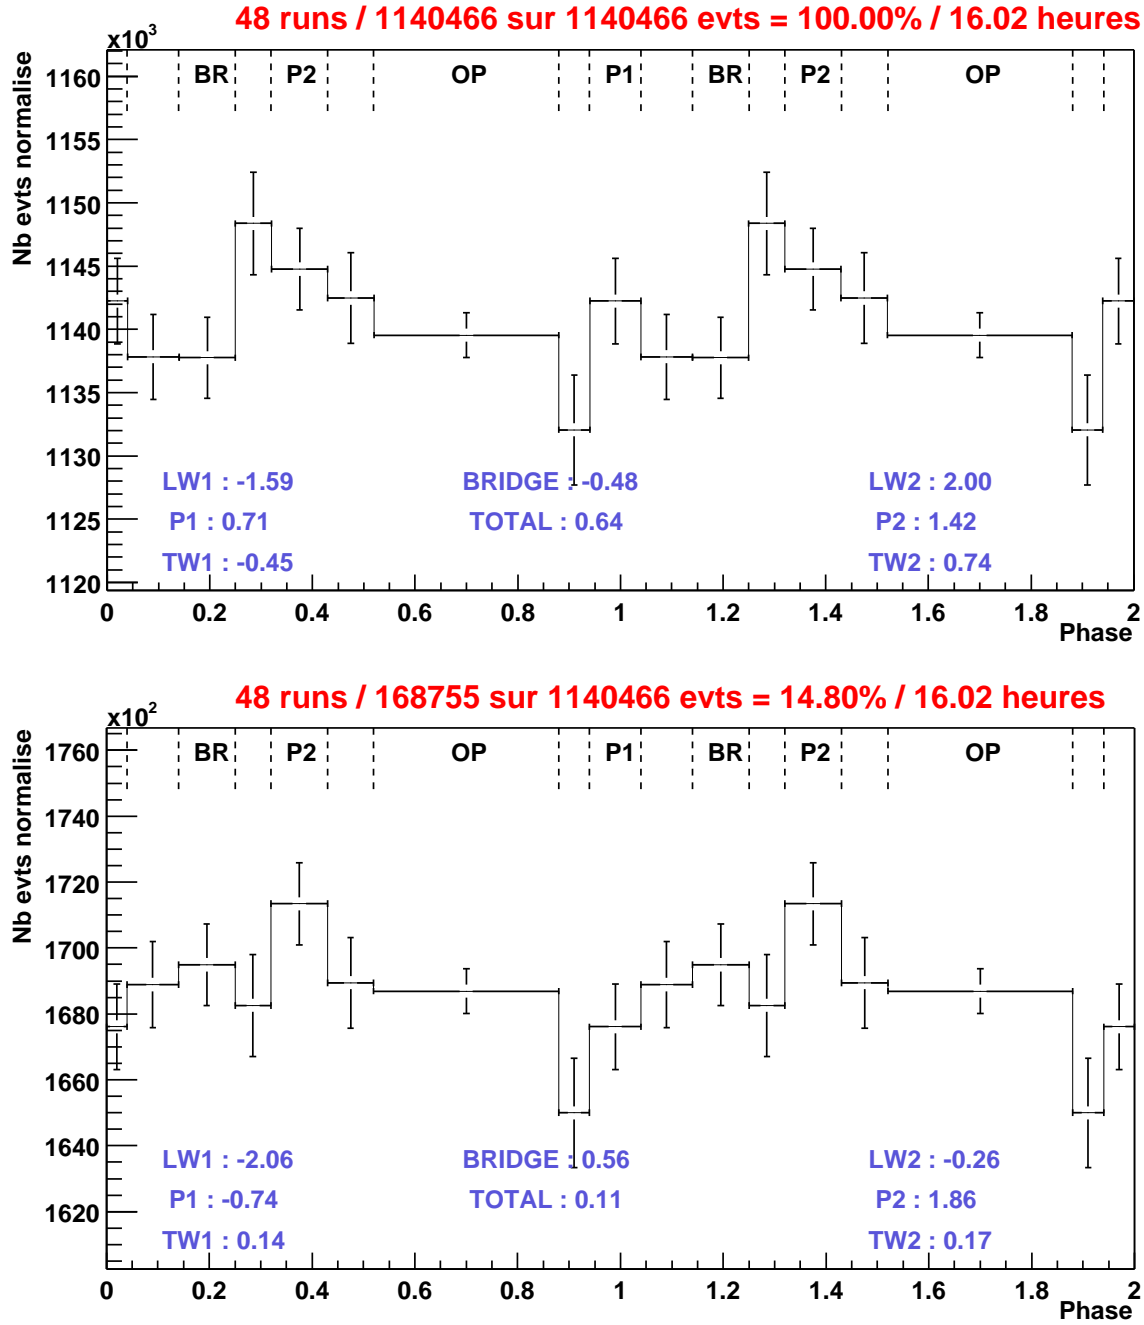 48 runs / 1140466 sur 1140466 evts = 100.00% / 16.02 heures
x10³
Nb evts normalise
BR P2 OP P1 BR P2 OP
1160
1155
1150
1145
1140
1135
1130
1125
1120
LW1 : -1.59 BRIDGE : -0.48 LW2 : 2.00
P1 : 0.71 TOTAL : 0.64 P2 : 1.42
TW1 : -0.45 TW2 : 0.74
0 0.2 0.4 0.6 0.8 1 1.2 1.4 1.6 1.8 2
Phase
48 runs / 168755 sur 1140466 evts = 14.80% / 16.02 heures
x10²
Nb evts normalise
BR P2 OP P1 BR P2 OP
1760
1740
1720
1700
1680
1660
1640
1620
LW1 : -2.06 BRIDGE : 0.56 LW2 : -0.26
P1 : -0.74 TOTAL : 0.11 P2 : 1.86
TW1 : 0.14 TW2 : 0.17
0 0.2 0.4 0.6 0.8 1 1.2 1.4 1.6 1.8 2
Phase